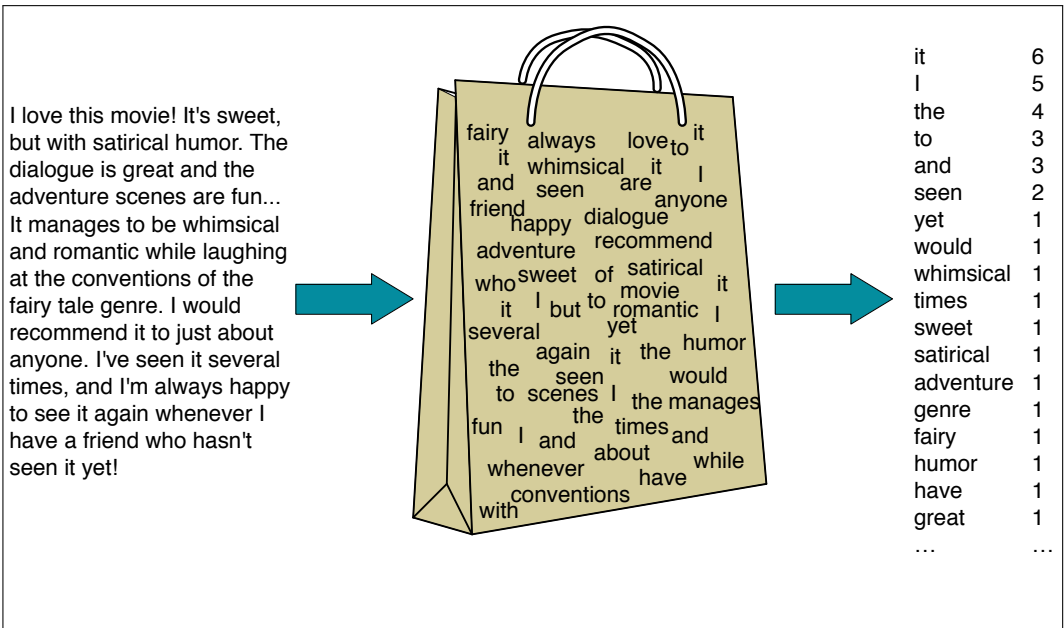 I love this movie! It's sweet,
but with satirical humor. The
dialogue is great and the
adventure scenes are fun...
It manages to be whimsical
and romantic while laughing
at the conventions of the
fairy tale genre. I would
recommend it to just about
anyone. I've seen it several
times, and I'm always happy
to see it again whenever I
have a friend who hasn't
seen it yet!
fairy always love to it
it whimsical it I
and seen are anyone
friend happy dialogue
adventure recommend
who sweet of satirical it
it I but to movie romantic I
several yet
again it the humor
the seen would
to scenes I the manages
fun the times and
I and about
whenever have while
conventions
with
it 6
I 5
the 4
to 3
and 3
seen 2
yet 1
would 1
whimsical 1
times 1
sweet 1
satirical 1
adventure 1
genre 1
fairy 1
humor 1
have 1
great 1
… …